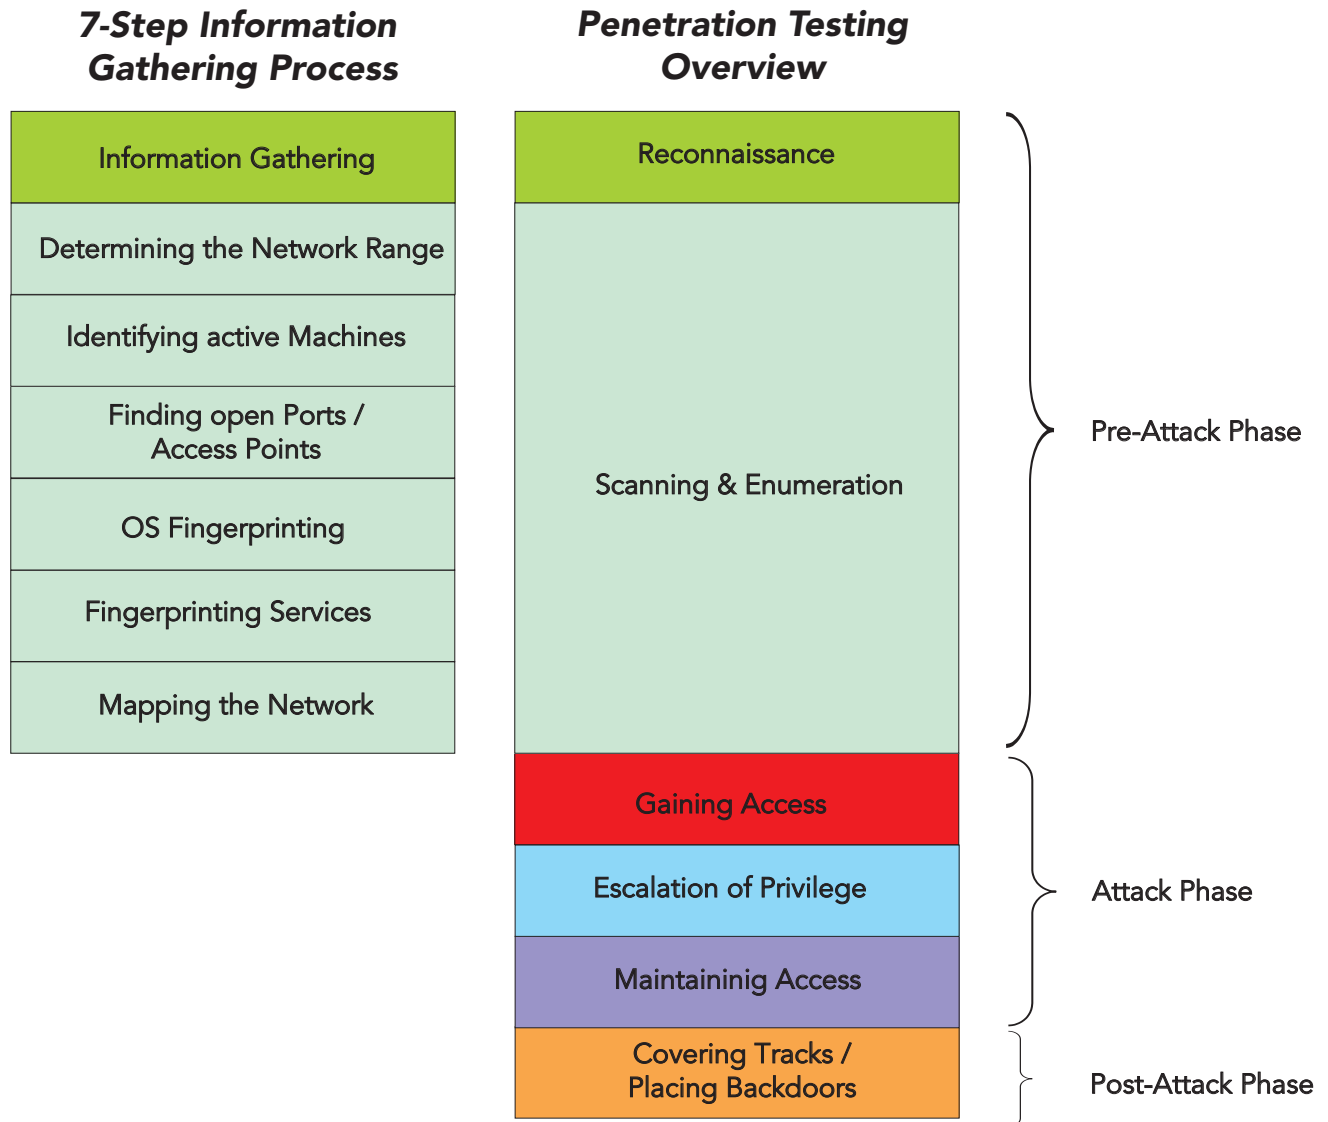 7-Step Information
Gathering Process
Information Gathering
Determining the Network Range
Identifying active Machines
Finding open Ports /
Access Points
OS Fingerprinting
Fingerprinting Services
Mapping the Network
Penetration Testing
Overview
Reconnaissance
Scanning & Enumeration
Gaining Access
Escalation of Privilege
Maintaininig Access
Covering Tracks /
Placing Backdoors
Pre-Attack Phase
Attack Phase
Post-Attack Phase